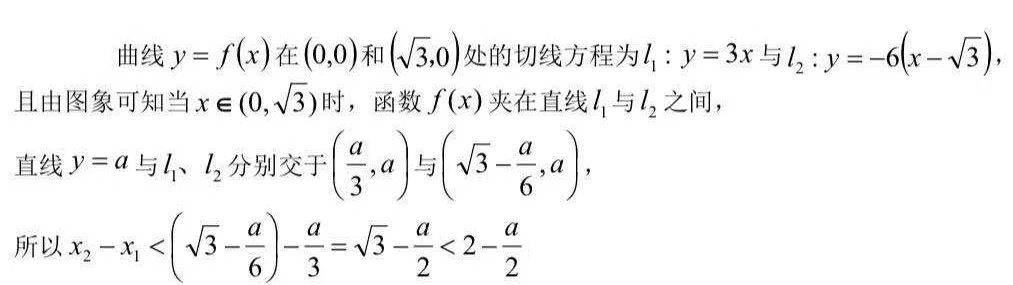 曲线 y = f(x) 在 (0,0) 和 (√3,0) 处的切线方程为 l₁ : y = 3x 与 l₂ : y = −6(x − √3),
且由图象可知当 x ∈ (0, √3) 时，函数 f(x) 夹在直线 l₁ 与 l₂ 之间，
直线 y = a 与 l₁、l₂ 分别交于 (a/3, a) 与 (√3 − a/6, a),
所以 x₂ − x₁ < (√3 − a/6) − a/3 = √3 − a/2 < 2 − a/2